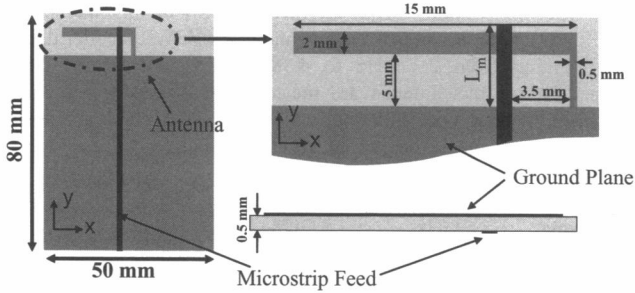 80 mm
Antenna
y
x
50 mm
15 mm
2 mm
5 mm
Lm
0.5 mm
3.5 mm
y
x
Ground Plane
0.5 mm
Microstrip Feed